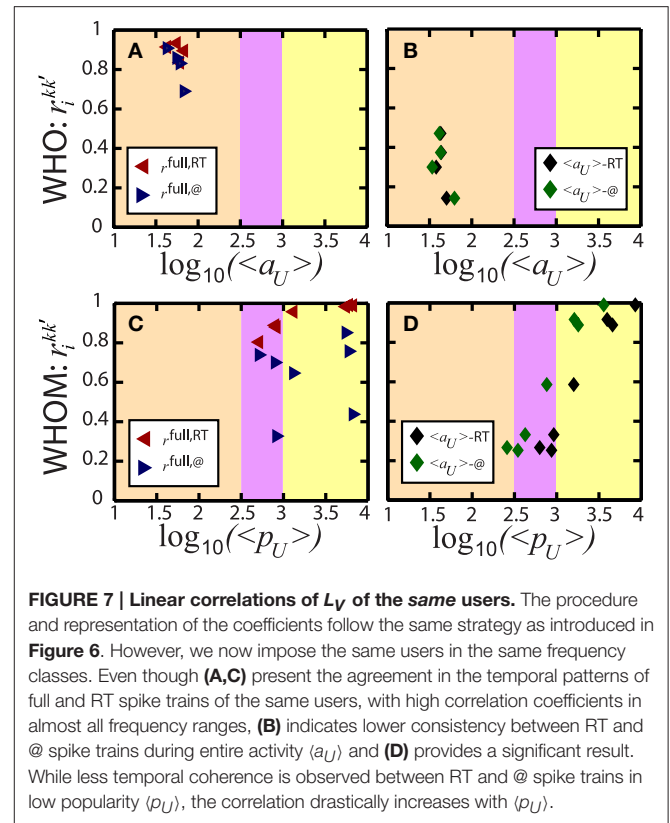 A
B
WHO: r_i^{kk'}
1
0.8
0.6
0.4
0.2
0
r^{full,RT}
r^{full,@}
<a_U>-RT
<a_U>-@
1 1.5 2 2.5 3 3.5 4
1 1.5 2 2.5 3 3.5 4
log_{10}(<a_U>)
log_{10}(<a_U>)
C
D
WHOM: r_i^{kk'}
1
0.8
0.6
0.4
0.2
0
r^{full,RT}
r^{full,@}
<a_U>-RT
<a_U>-@
1 1.5 2 2.5 3 3.5 4
1 1.5 2 2.5 3 3.5 4
log_{10}(<p_U>)
log_{10}(<p_U>)
FIGURE 7 | Linear correlations of L_V of the same users. The procedure
and representation of the coefficients follow the same strategy as introduced in
Figure 6. However, we now impose the same users in the same frequency
classes. Even though (A,C) present the agreement in the temporal patterns of
full and RT spike trains of the same users, with high correlation coefficients in
almost all frequency ranges, (B) indicates lower consistency between RT and
@ spike trains during entire activity ⟨a_U⟩ and (D) provides a significant result.
While less temporal coherence is observed between RT and @ spike trains in
low popularity ⟨p_U⟩, the correlation drastically increases with ⟨p_U⟩.